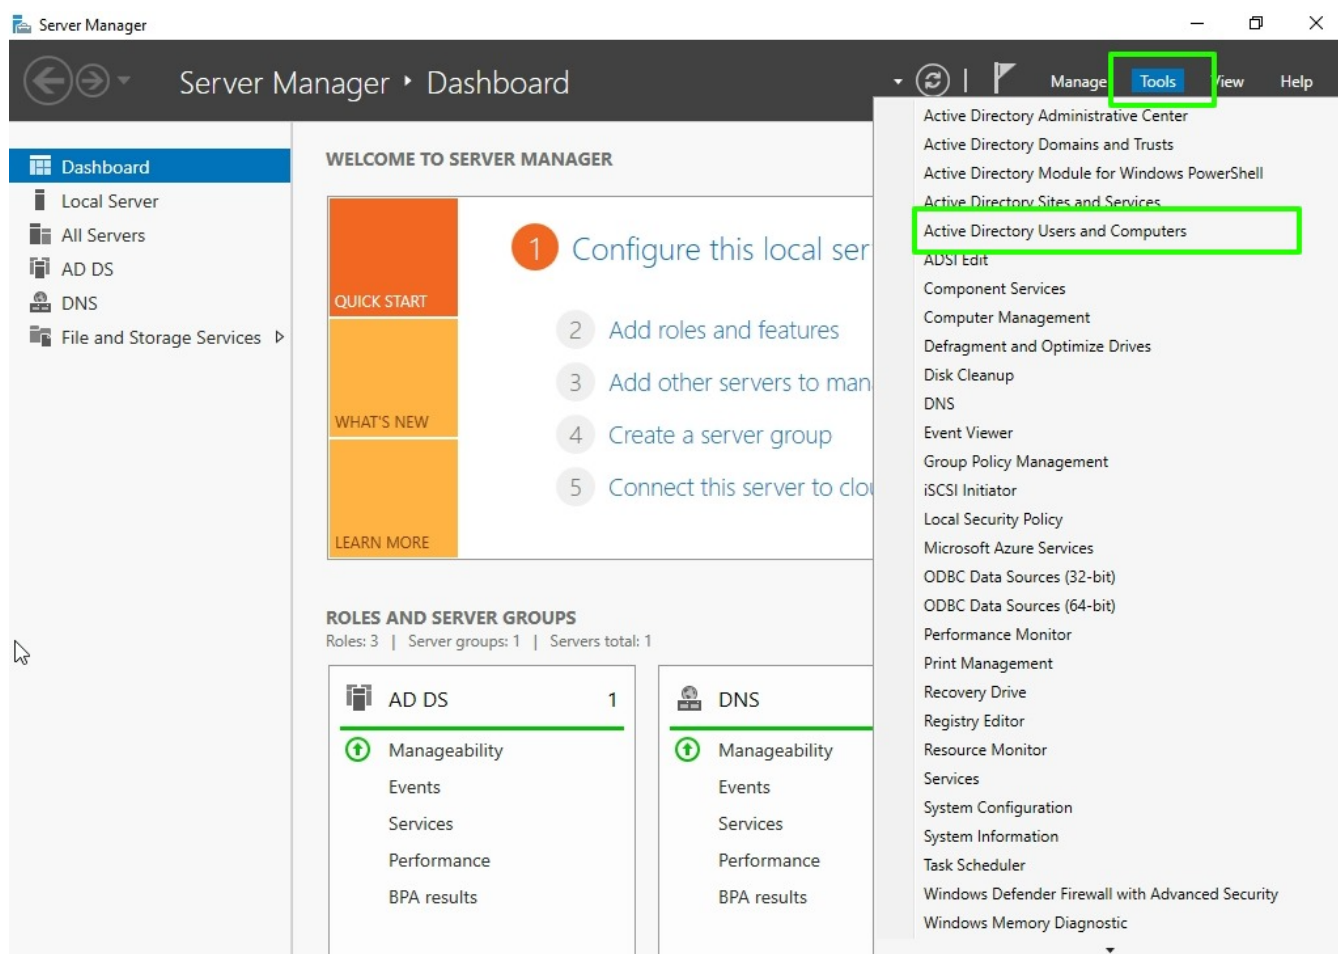 Server Manager
Server Manager ‣ Dashboard
Manage Tools View Help
Dashboard
Local Server
All Servers
AD DS
DNS
File and Storage Services
WELCOME TO SERVER MANAGER
QUICK START
WHAT'S NEW
LEARN MORE
1 Configure this local ser
2 Add roles and features
3 Add other servers to man
4 Create a server group
5 Connect this server to clou
ROLES AND SERVER GROUPS
Roles: 3 | Server groups: 1 | Servers total: 1
AD DS 1
Manageability
Events
Services
Performance
BPA results
DNS
Manageability
Events
Services
Performance
BPA results
Active Directory Administrative Center
Active Directory Domains and Trusts
Active Directory Module for Windows PowerShell
Active Directory Sites and Services
Active Directory Users and Computers
ADSI Edit
Component Services
Computer Management
Defragment and Optimize Drives
Disk Cleanup
DNS
Event Viewer
Group Policy Management
iSCSI Initiator
Local Security Policy
Microsoft Azure Services
ODBC Data Sources (32-bit)
ODBC Data Sources (64-bit)
Performance Monitor
Print Management
Recovery Drive
Registry Editor
Resource Monitor
Services
System Configuration
System Information
Task Scheduler
Windows Defender Firewall with Advanced Security
Windows Memory Diagnostic